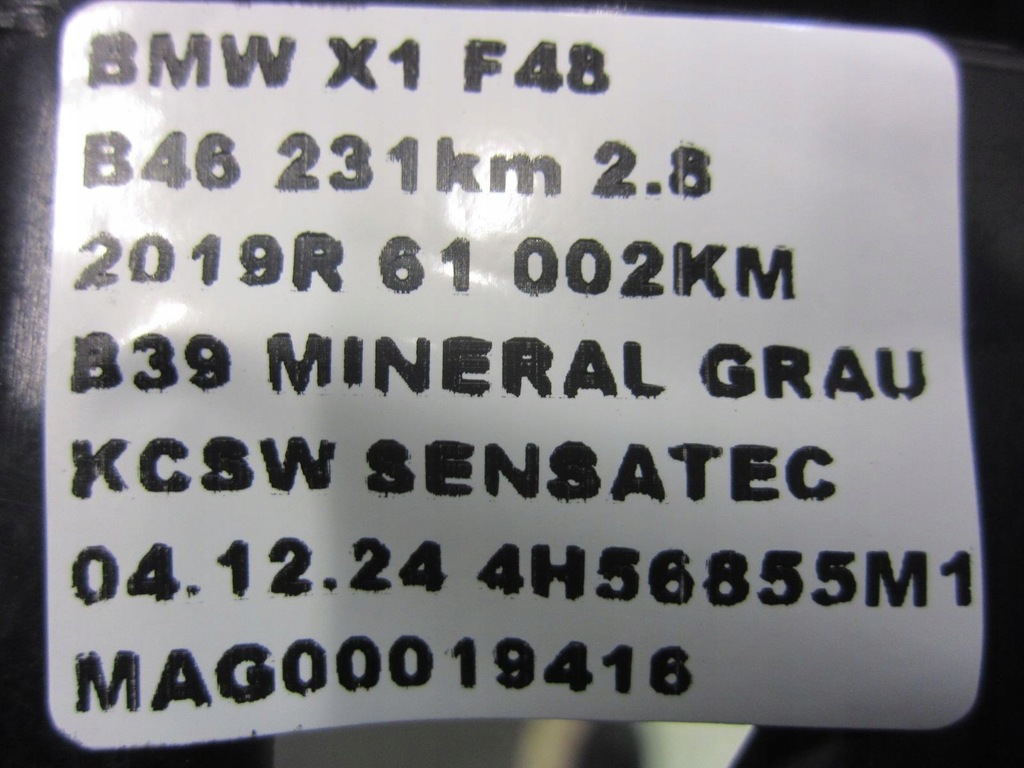 BMW X1 F48
B46 231km 2.8
2019R 61 002KM
B39 MINERAL GRAU
KCSW SENSATEC
04.12.24 4H56855M1
MAG00019416